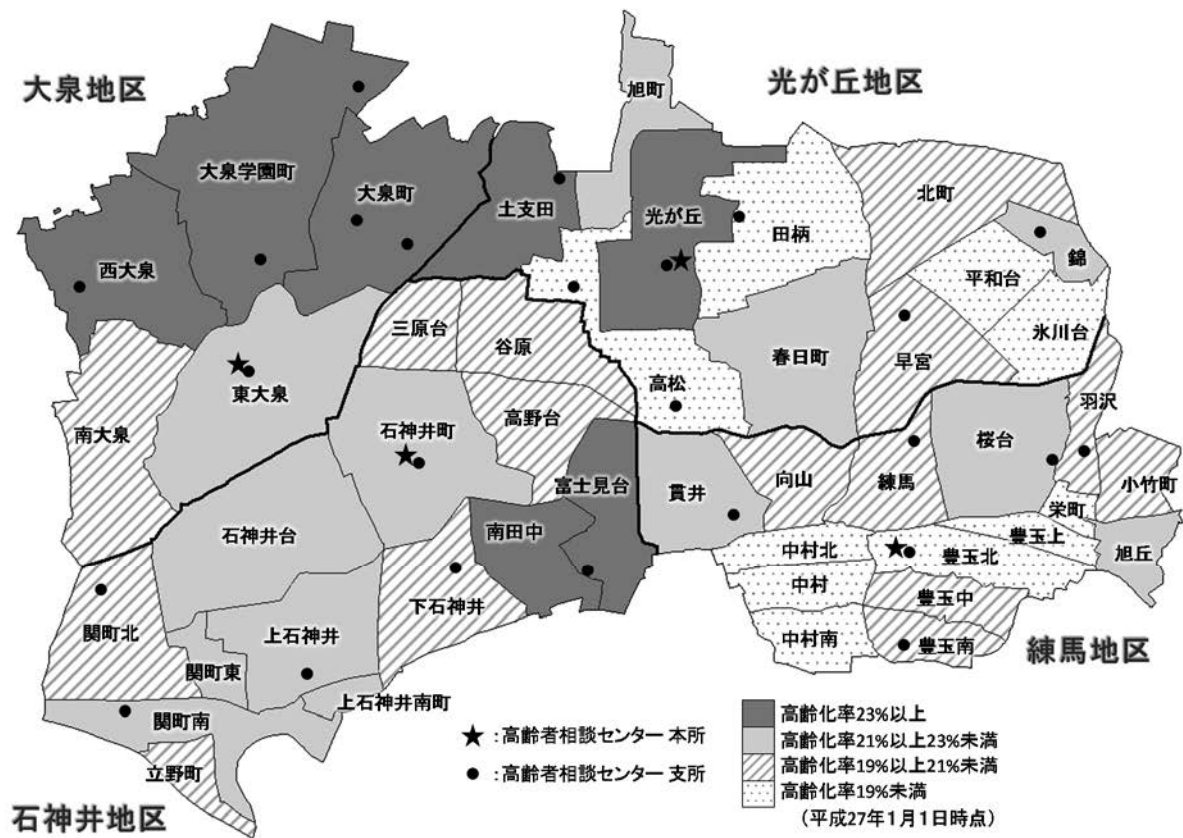 大泉地区
光が丘地区
旭町
大泉学園町
大泉町
土支田
光が丘
田柄
北町
錦
西大泉
平和台
氷川台
三原台
谷原
春日町
早宮
東大泉
高松
羽沢
南大泉
高野台
石神井町
桜台
富士見台
貫井
向山
練馬
小竹町
栄町
石神井台
南田中
中村北
豊玉上
豊玉北
旭丘
下石神井
中村
豊玉中
関町北
上石神井
中村南
豊玉南
練馬地区
関町東
上石神井南町
関町南
立野町
石神井地区
★ :高齢者相談センター 本所
● :高齢者相談センター 支所
高齢化率23%以上
高齢化率21%以上23%未満
高齢化率19%以上21%未満
高齢化率19%未満
(平成27年1月1日時点)